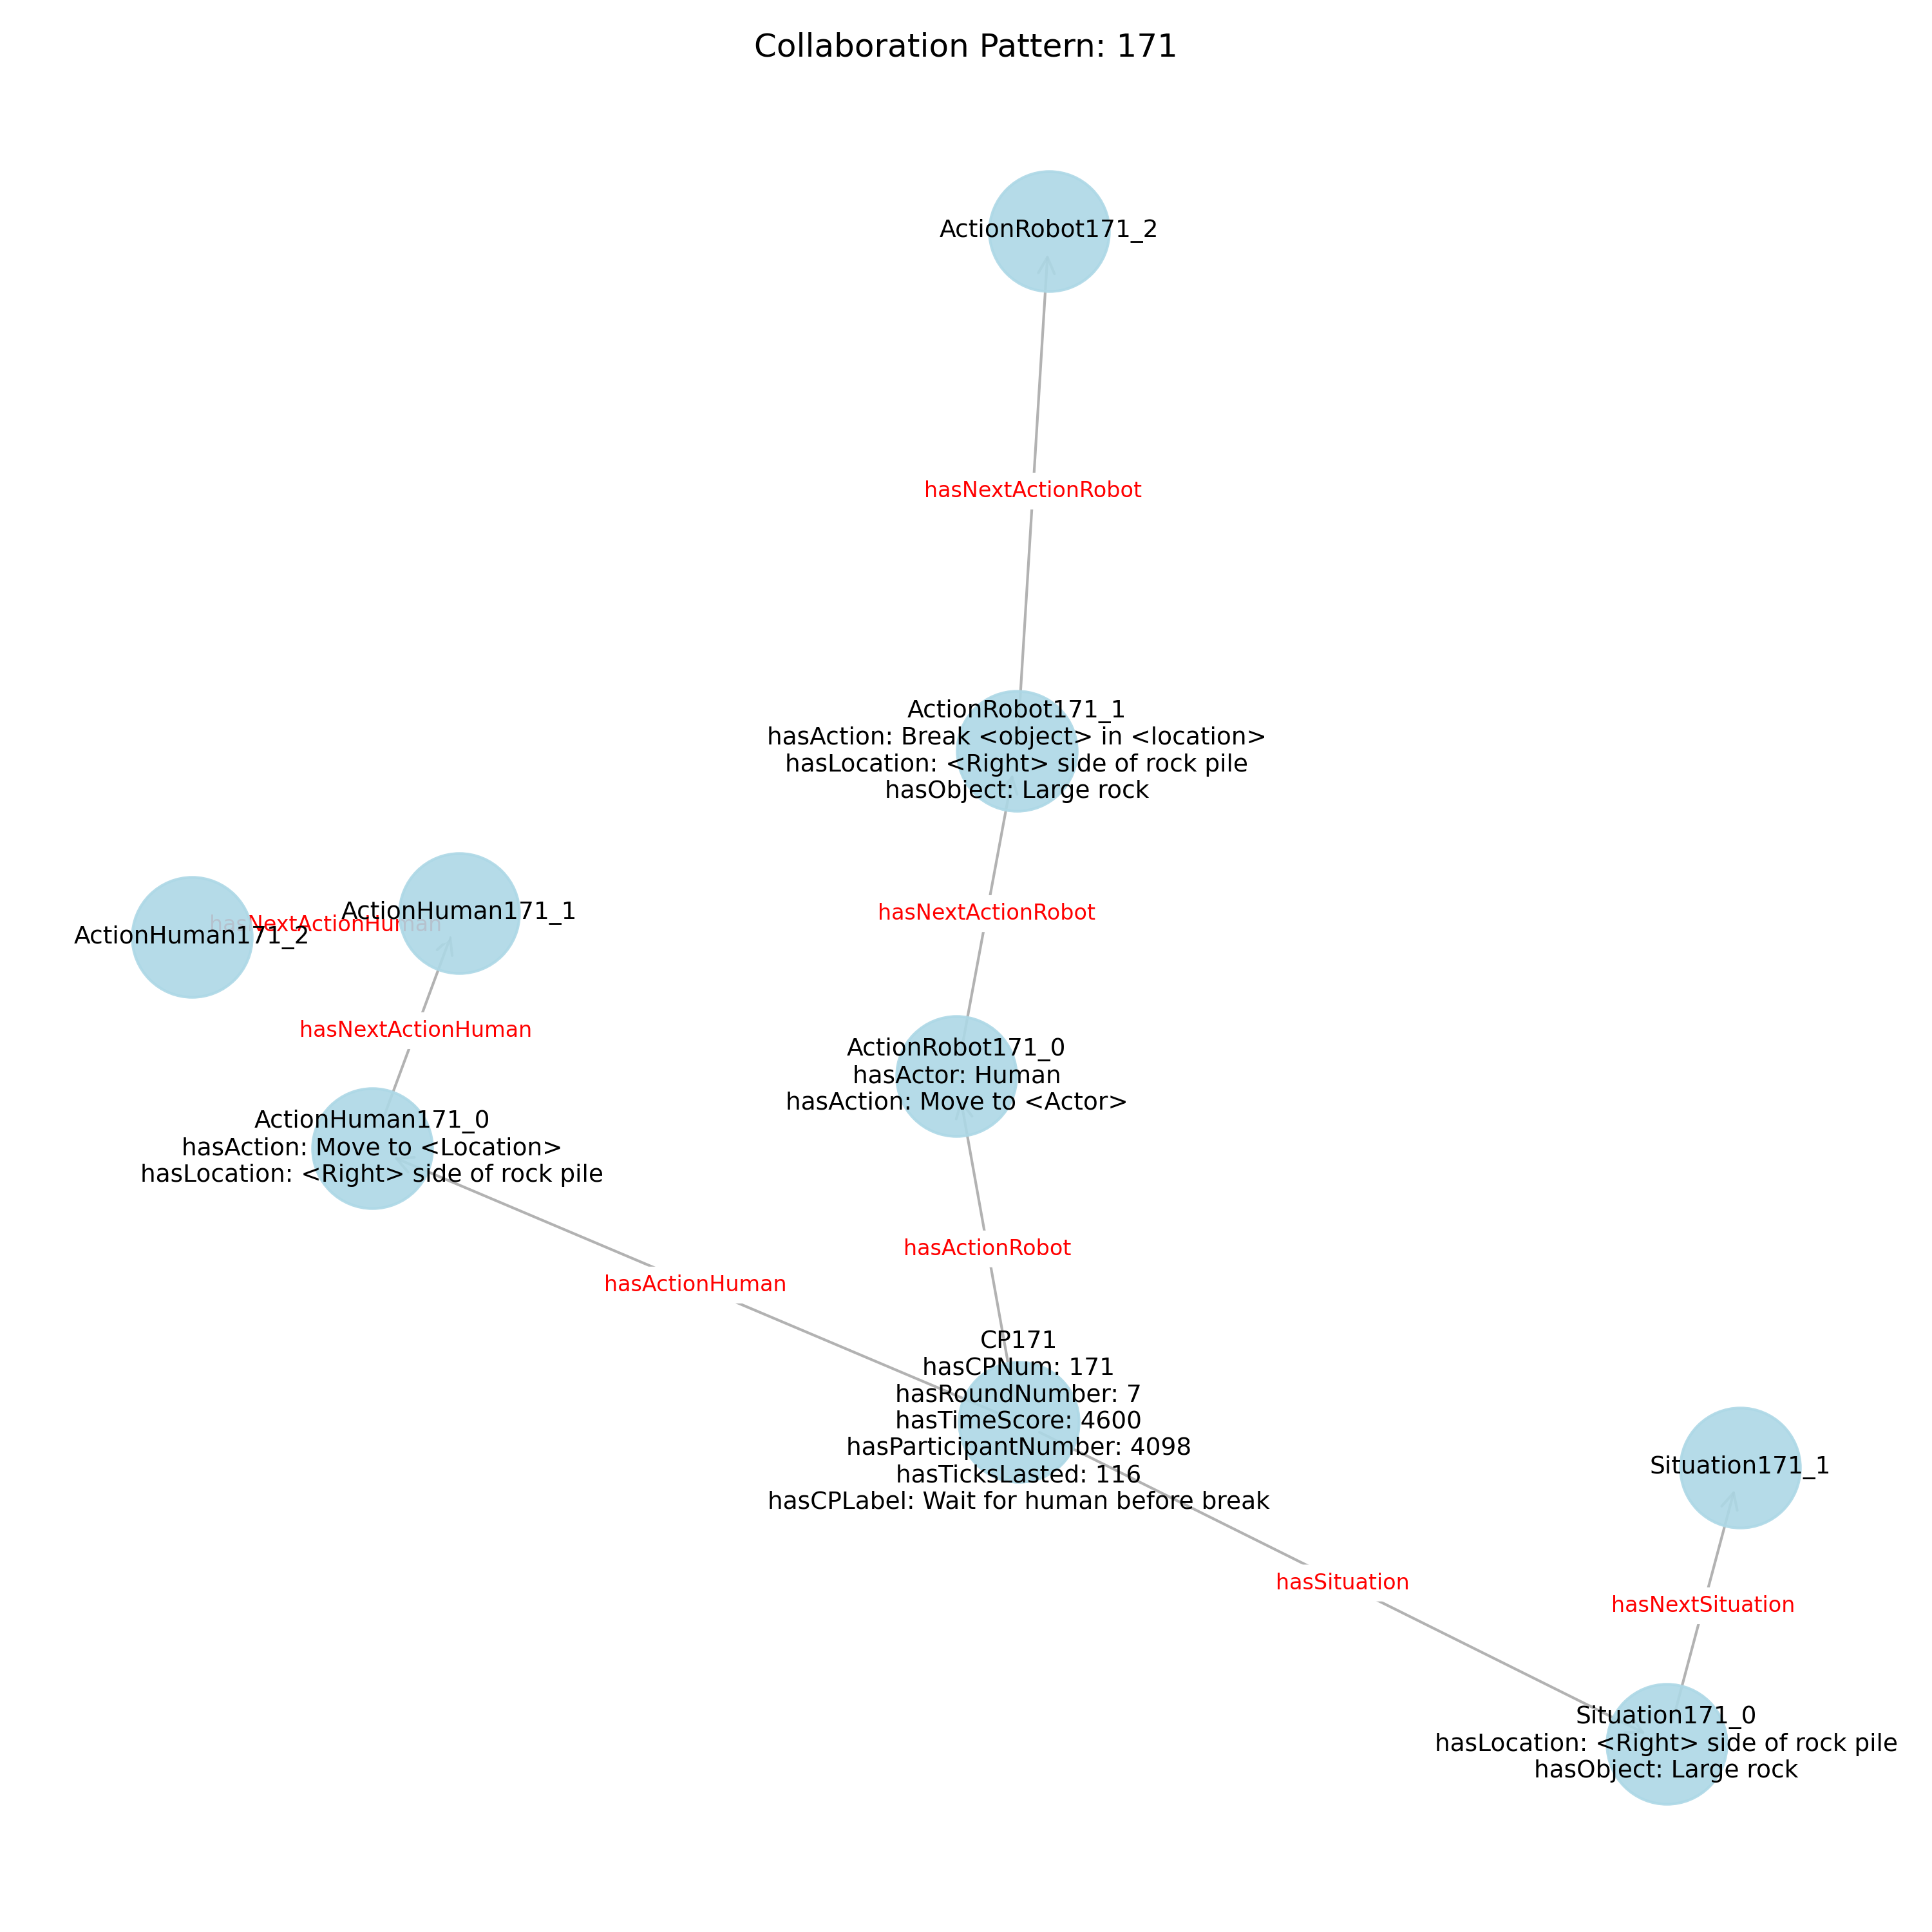 Collaboration Pattern: 171
ActionRobot171_2
hasNextActionRobot
ActionRobot171_1
hasAction: Break <object> in <location>
hasLocation: <Right> side of rock pile
hasObject: Large rock
hasNextActionRobot
ActionHuman171_1
hasNextActionHuman
ActionHuman171_2
hasNextActionHuman
ActionRobot171_0
hasActor: Human
hasAction: Move to <Actor>
ActionHuman171_0
hasAction: Move to <Location>
hasLocation: <Right> side of rock pile
hasActionRobot
hasActionHuman
CP171
hasCPNum: 171
hasRoundNumber: 7
hasTimeScore: 4600
hasParticipantNumber: 4098
hasTicksLasted: 116
hasCPLabel: Wait for human before break
Situation171_1
hasSituation
hasNextSituation
Situation171_0
hasLocation: <Right> side of rock pile
hasObject: Large rock